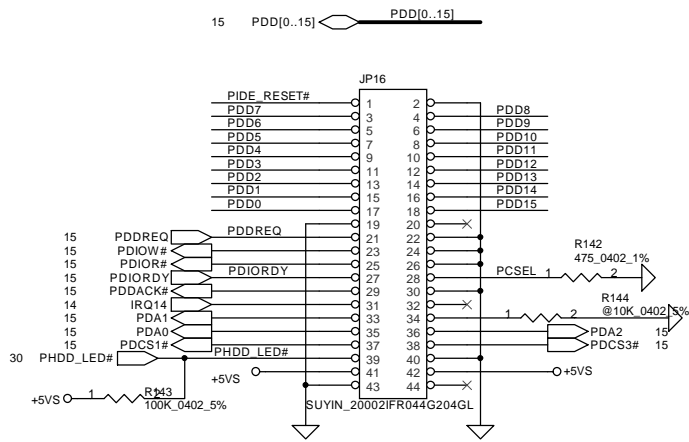 15 PDD[0..15] PDD[0..15]
JP16
PIDE_RESET# 1 2
PDD7 3 4 PDD8
PDD6 5 6 PDD9
PDD5 7 8 PDD10
PDD4 9 10 PDD11
PDD3 11 12 PDD12
PDD2 13 14 PDD13
PDD1 15 16 PDD14
PDD0 17 18 PDD15
19 20
15 PDDREQ PDDREQ 21 22
15 PDIOW# 23 24
15 PDIOR# 25 26
15 PDIORDY PDIORDY 27 28 PCSEL 1 2 R142 475_0402_1%
15 PDDACK# 29 30
14 IRQ14 31 32
15 PDA1 33 34 1 2 R144 @10K_0402_5%
15 PDA0 35 36 PDA2 15
15 PDCS1# 37 38 PDCS3# 15
30 PHDD_LED# PHDD_LED# 39 40
+5VS 41 42 +5VS
43 44
+5VS 1 2 R143 100K_0402_5%
SUYIN_20002IFR044G204GL